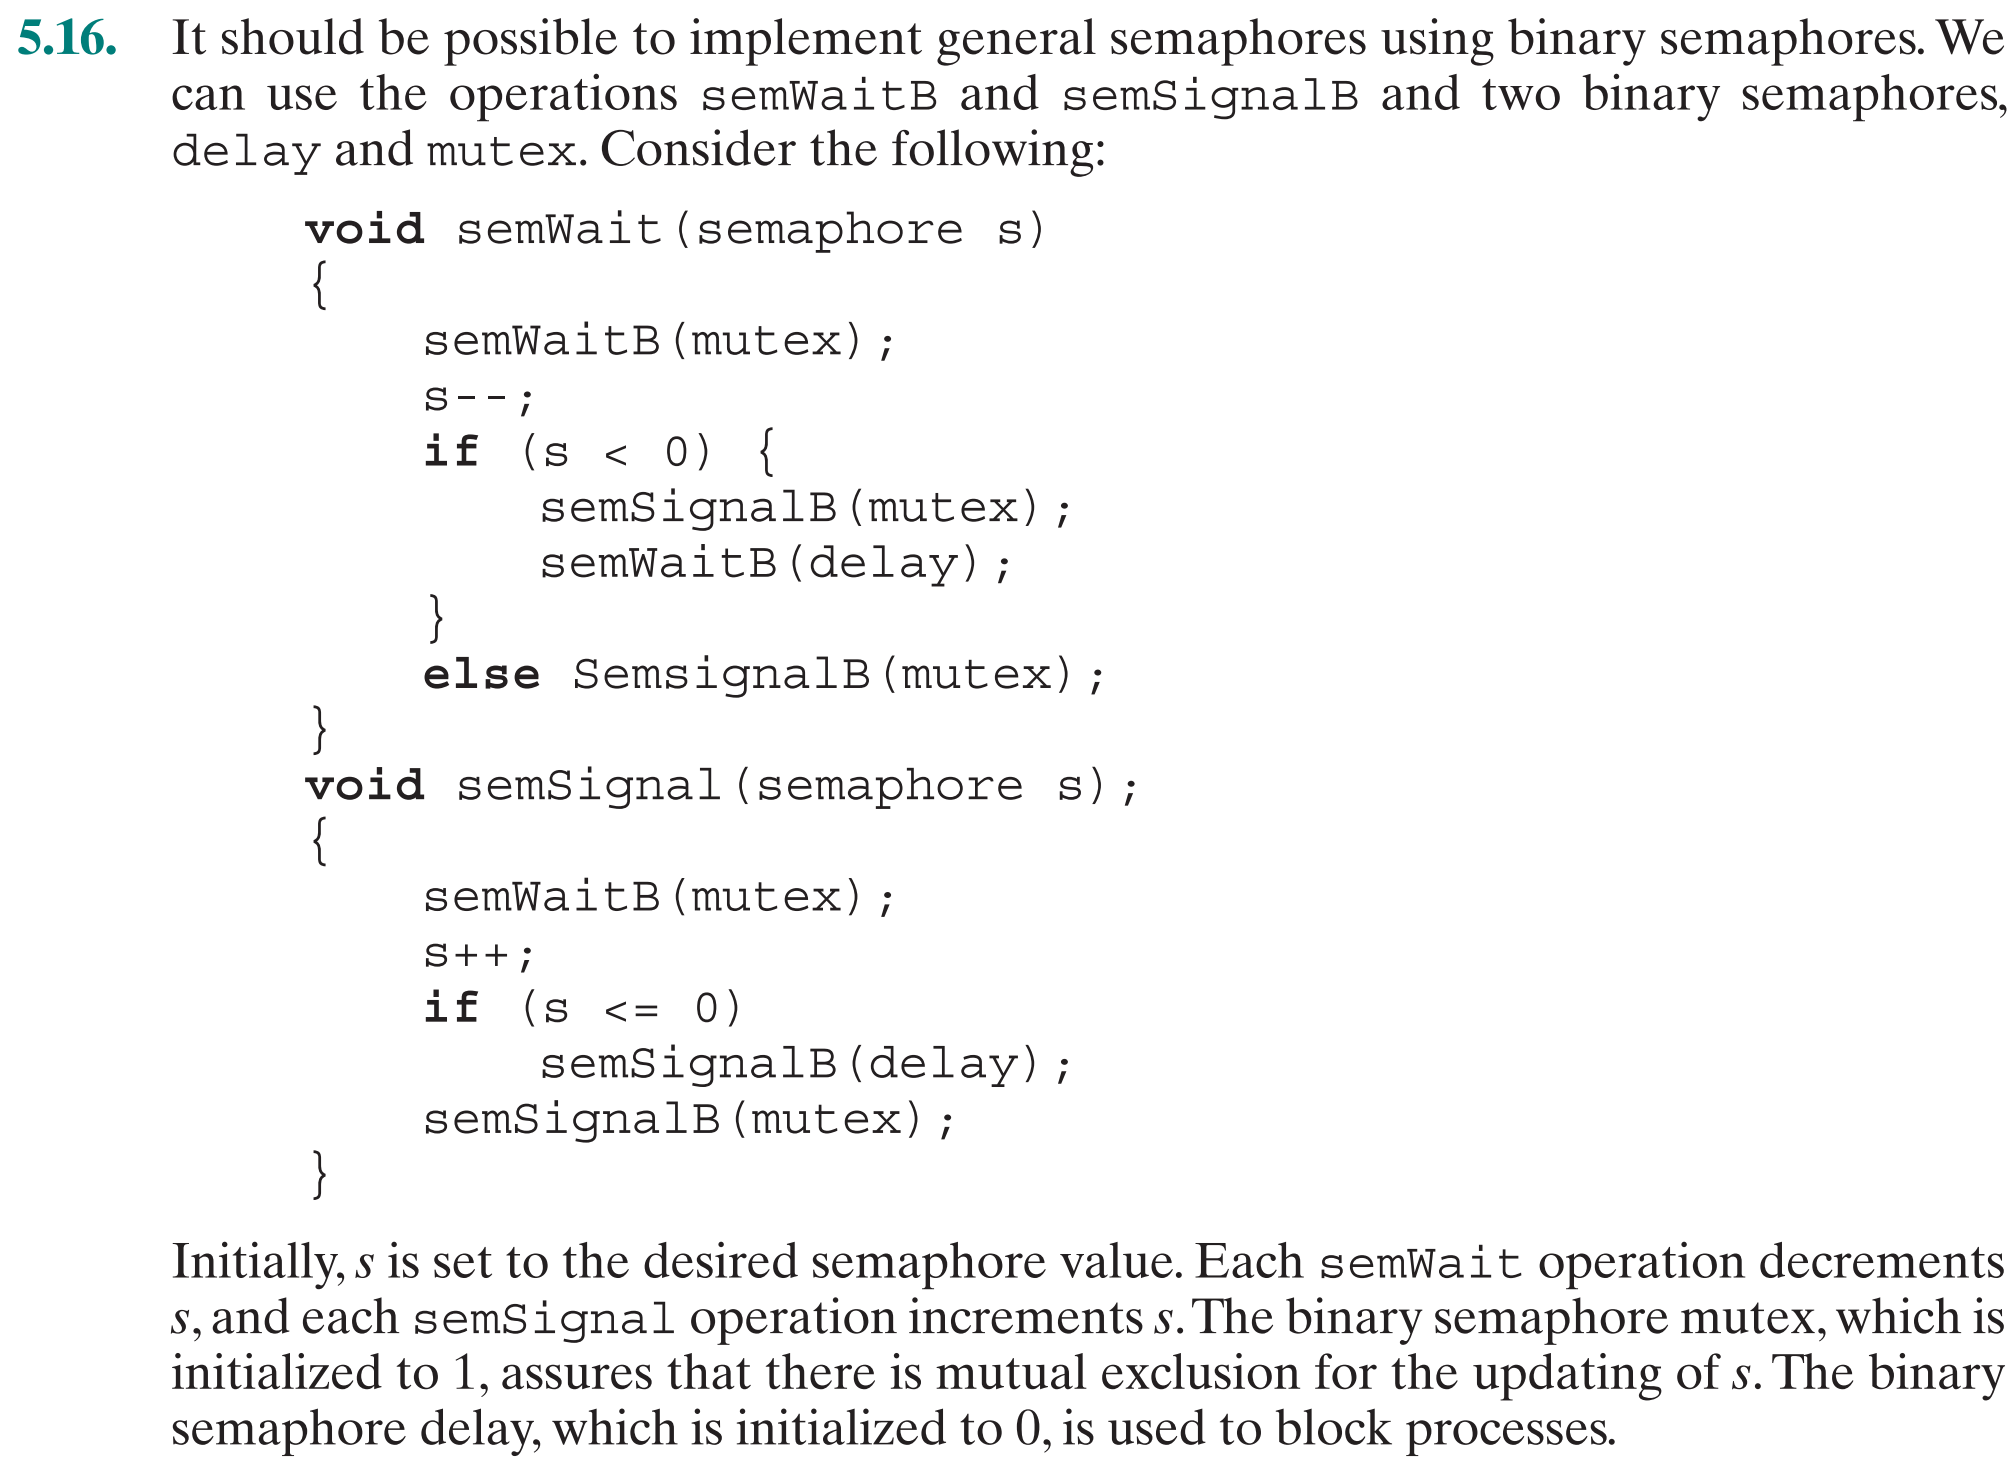 5.16. It should be possible to implement general semaphores using binary semaphores. We
can use the operations semWaitB and semSignalB and two binary semaphores,
delay and mutex. Consider the following:
void semWait(semaphore s)
{
semWaitB(mutex);
s--;
if (s < 0) {
semSignalB(mutex);
semWaitB(delay);
}
else SemsignalB(mutex);
}
void semSignal(semaphore s);
{
semWaitB(mutex);
s++;
if (s <= 0)
semSignalB(delay);
semSignalB(mutex);
}
Initially, s is set to the desired semaphore value. Each semWait operation decrements
s, and each semSignal operation increments s. The binary semaphore mutex, which is
initialized to 1, assures that there is mutual exclusion for the updating of s. The binary
semaphore delay, which is initialized to 0, is used to block processes.